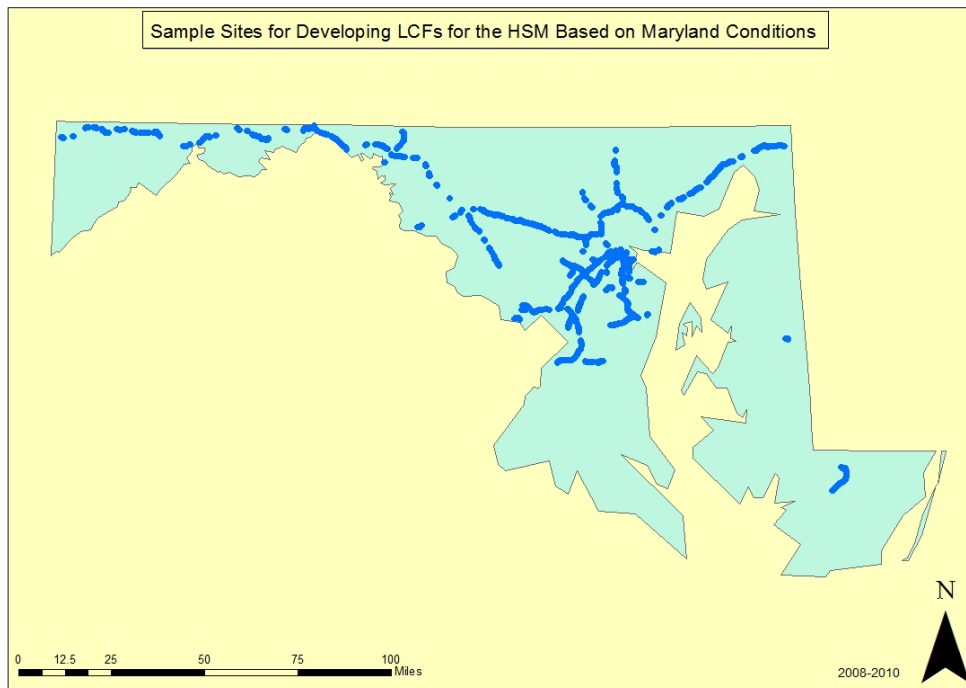 Sample Sites for Developing LCFs for the HSM Based on Maryland Conditions
N
0 12.5 25 50 75 100
Miles
2008-2010